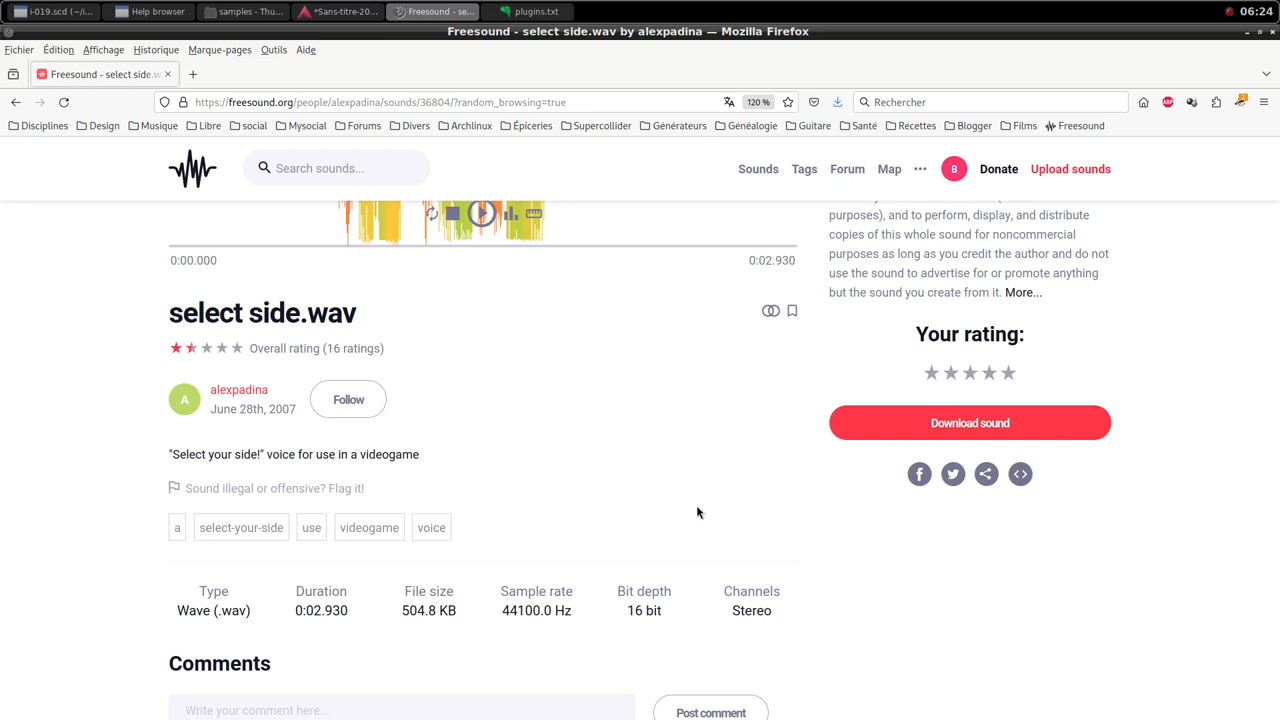 i-019.scd (~/i... Help browser samples - Thu... *Sans-titre-20... Freesound - se... plugins.txt 06:24
Freesound - select side.wav by alexpadina — Mozilla Firefox
Fichier Édition Affichage Historique Marque-pages Outils Aide
Freesound - select side.w
https://freesound.org/people/alexpadina/sounds/36804/?random_browsing=true 120 % Rechercher ABP
Disciplines Design Musique Libre social Mysocial Forums Divers Archlinux Épiceries Supercollider Générateurs Généalogie Guitare Santé Recettes Blogger Films Freesound
Search sounds... Sounds Tags Forum Map B Donate Upload sounds
purposes), and to perform, display, and distribute
copies of this whole sound for noncommercial
purposes as long as you credit the author and do not
use the sound to advertise for or promote anything
but the sound you create from it. More...
0:00.000 0:02.930
select side.wav
Overall rating (16 ratings)
A alexpadina
June 28th, 2007
Follow
"Select your side!" voice for use in a videogame
Sound illegal or offensive? Flag it!
a select-your-side use videogame voice
Your rating:
Download sound
Type Duration File size Sample rate Bit depth Channels
Wave (.wav) 0:02.930 504.8 KB 44100.0 Hz 16 bit Stereo
Comments
Write your comment here... Post comment